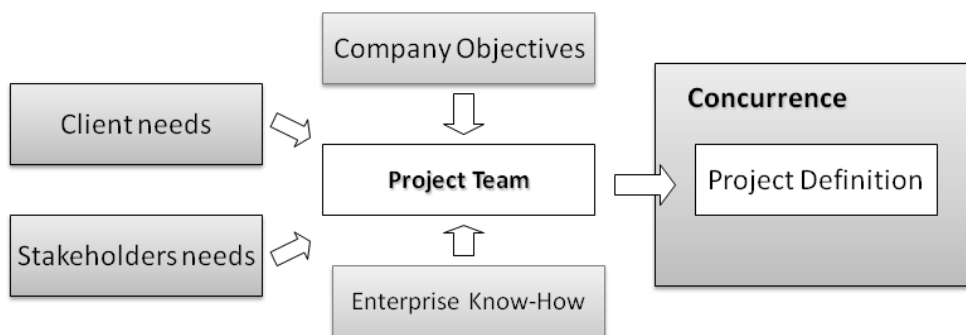 Company Objectives
Client needs
Concurrence
Project Team
Project Definition
Stakeholders needs
Enterprise Know-How